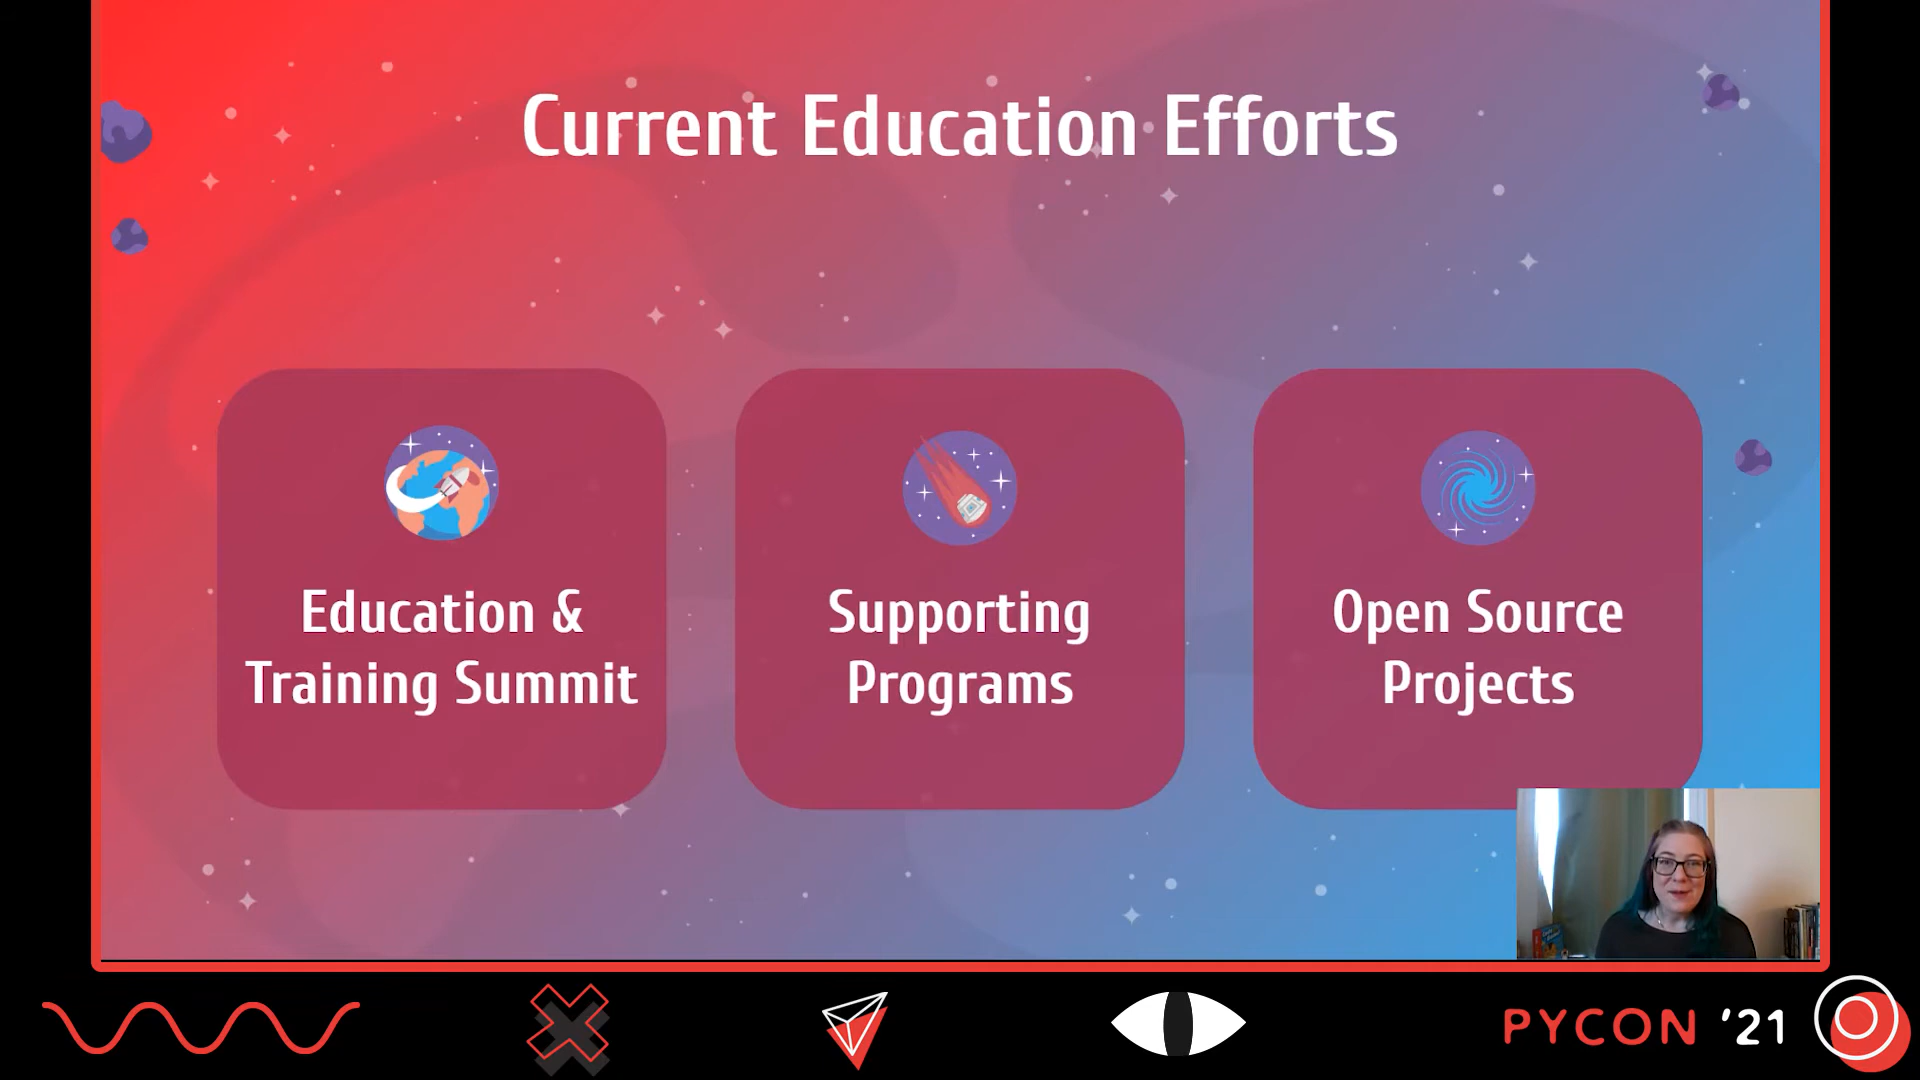 Current Education Efforts
Education &
Training Summit
Supporting
Programs
Open Source
Projects
PYCON '21